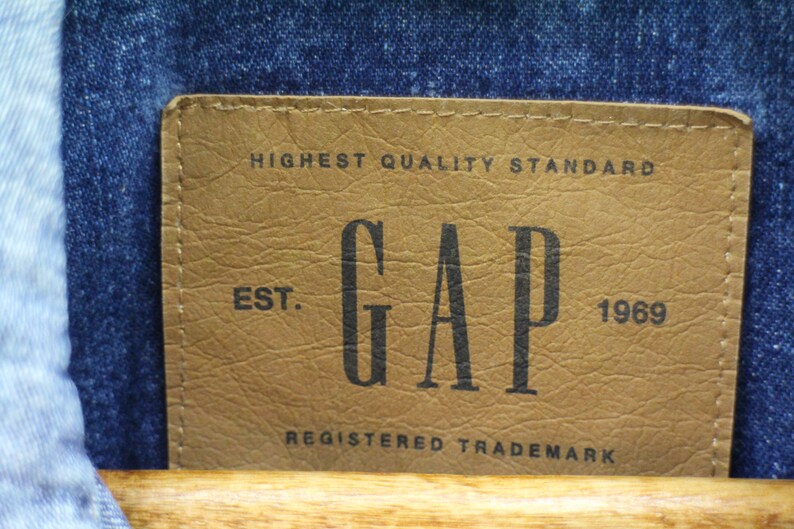 HIGHEST QUALITY STANDARD
EST. GAP 1969
REGISTERED TRADEMARK